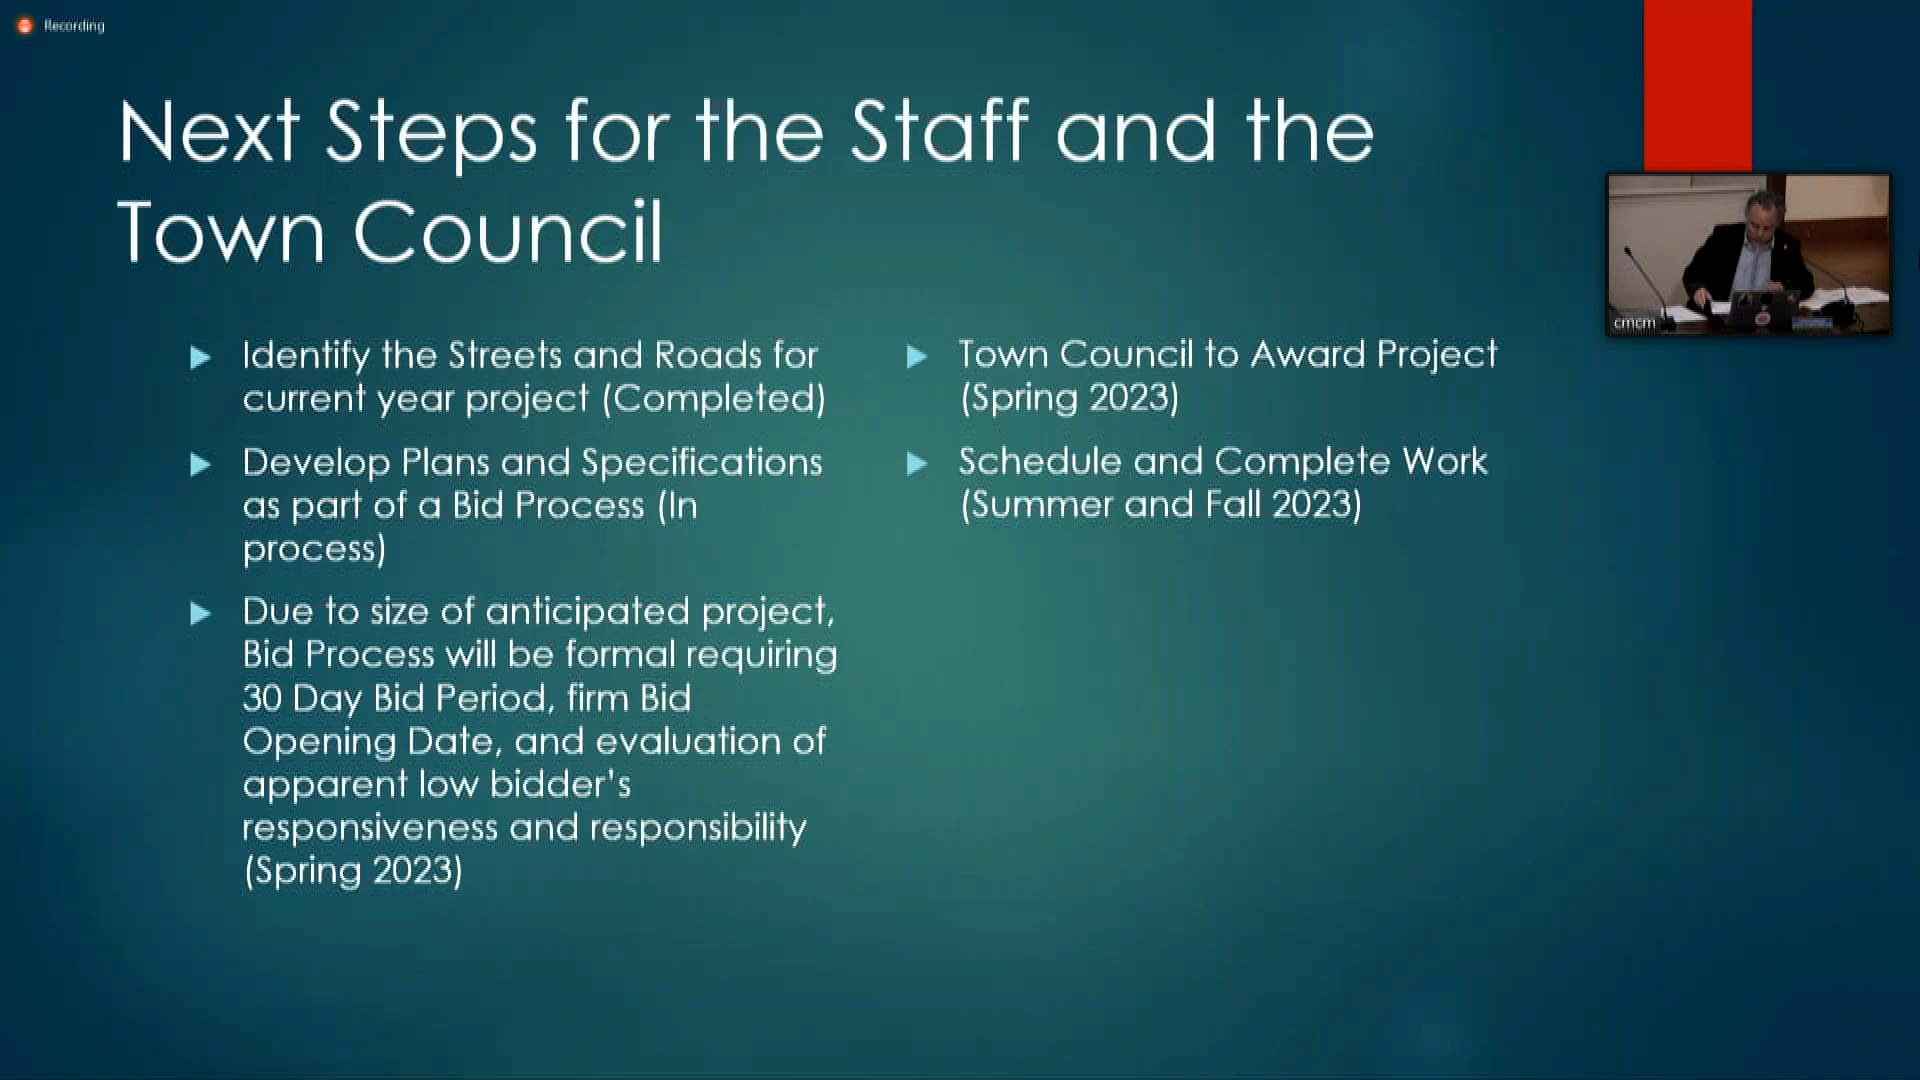 Recording
Next Steps for the Staff and the
Town Council
Identify the Streets and Roads for
current year project (Completed)
Develop Plans and Specifications
as part of a Bid Process (In
process)
Due to size of anticipated project,
Bid Process will be formal requiring
30 Day Bid Period, firm Bid
Opening Date, and evaluation of
apparent low bidder's
responsiveness and responsibility
(Spring 2023)
Town Council to Award Project
(Spring 2023)
Schedule and Complete Work
(Summer and Fall 2023)
cmcm